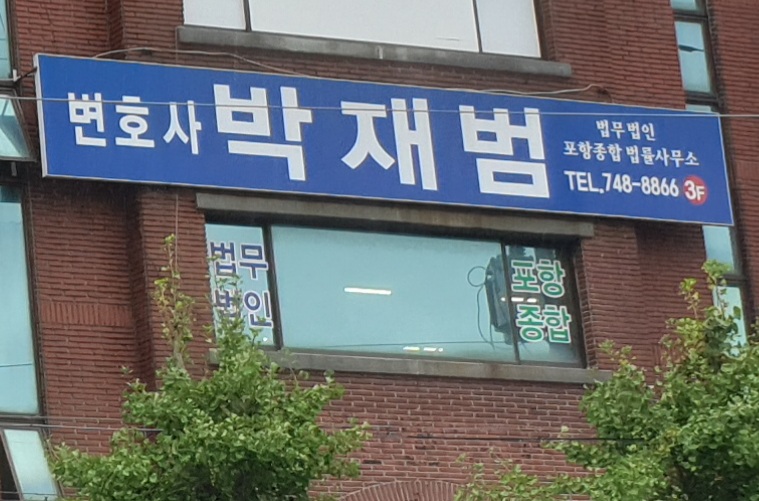 변호사 박재범
법무법인
포항종합 법률사무소
TEL,748-8866 3F
법무
법인
포항
종합